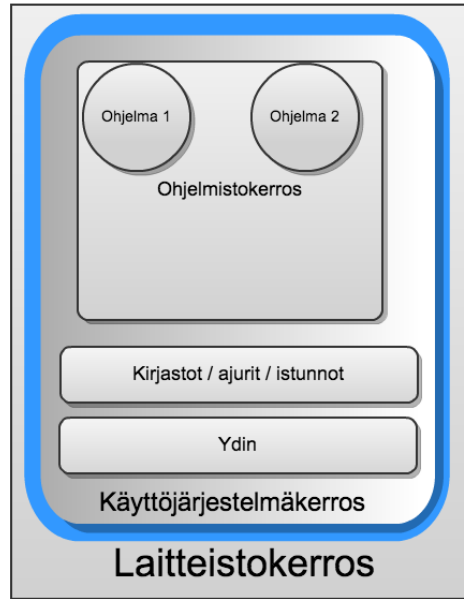 Ohjelma 1
Ohjelma 2
Ohjelmistokerros
Kirjastot / ajurit / istunnot
Ydin
Käyttöjärjestelmäkerros
Laitteistokerros